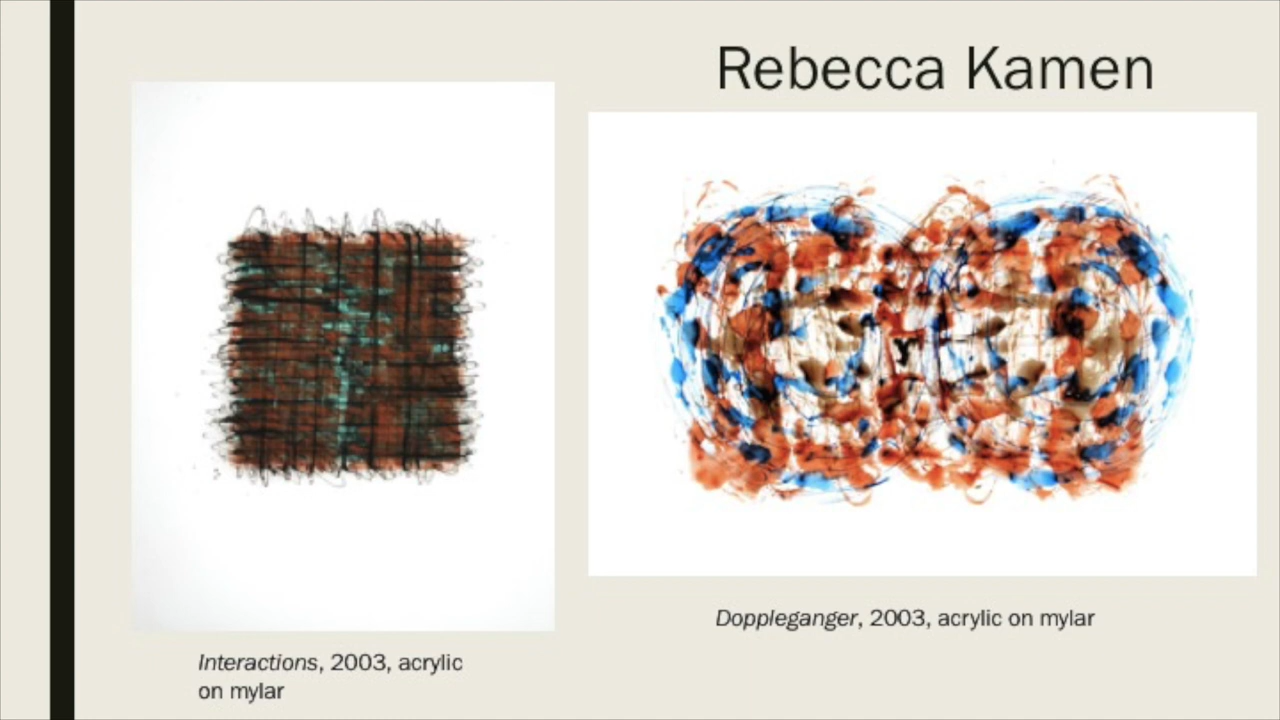 Rebecca Kamen
Doppleganger, 2003, acrylic on mylar
Interactions, 2003, acrylic
on mylar